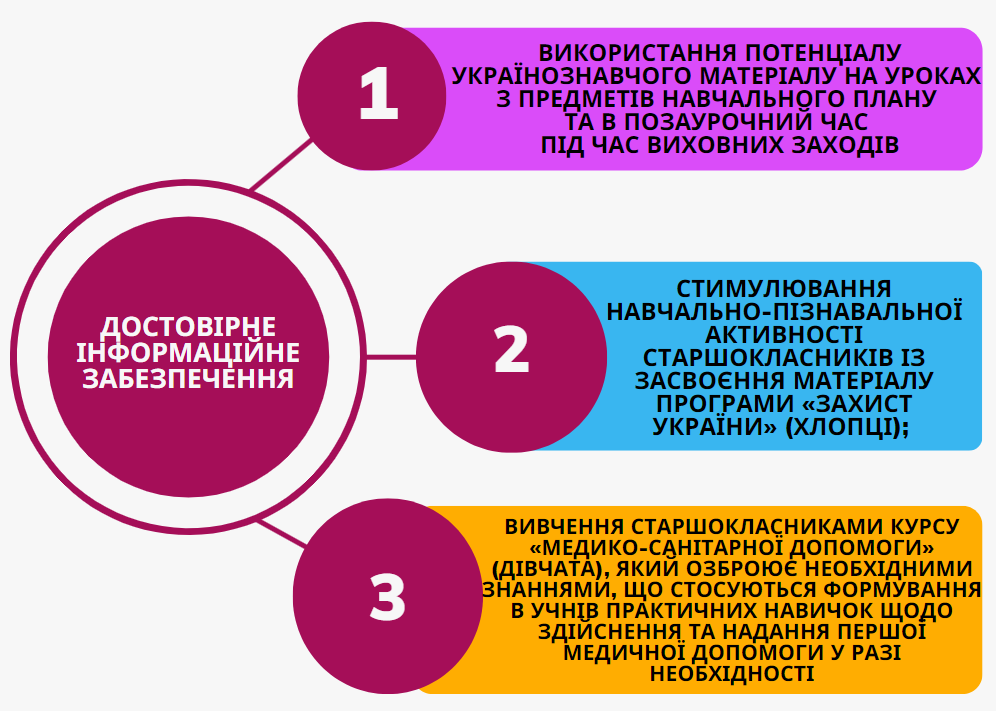 1
ВИКОРИСТАННЯ ПОТЕНЦІАЛУ
УКРАЇНОЗНАВЧОГО МАТЕРІАЛУ НА УРОКАХ
З ПРЕДМЕТІВ НАВЧАЛЬНОГО ПЛАНУ
ТА В ПОЗАУРОЧНИЙ ЧАС
ПІД ЧАС ВИХОВНИХ ЗАХОДІВ
ДОСТОВІРНЕ
ІНФОРМАЦІЙНЕ
ЗАБЕЗПЕЧЕННЯ
2
СТИМУЛЮВАННЯ
НАВЧАЛЬНО-ПІЗНАВАЛЬНОЇ
АКТИВНОСТІ
СТАРШОКЛАСНИКІВ ІЗ
ЗАСВОЄННЯ МАТЕРІАЛУ
ПРОГРАМИ «ЗАХИСТ
УКРАЇНИ» (ХЛОПЦІ);
3
ВИВЧЕННЯ СТАРШОКЛАСНИКАМИ КУРСУ
«МЕДИКО-САНІТАРНОЇ ДОПОМОГИ»
(ДІВЧАТА), ЯКИЙ ОЗБРОЮЄ НЕОБХІДНИМИ
ЗНАННЯМИ, ЩО СТОСУЮТЬСЯ ФОРМУВАННЯ
В УЧНІВ ПРАКТИЧНИХ НАВИЧОК ЩОДО
ЗДІЙСНЕННЯ ТА НАДАННЯ ПЕРШОЇ
МЕДИЧНОЇ ДОПОМОГИ У РАЗІ
НЕОБХІДНОСТІ